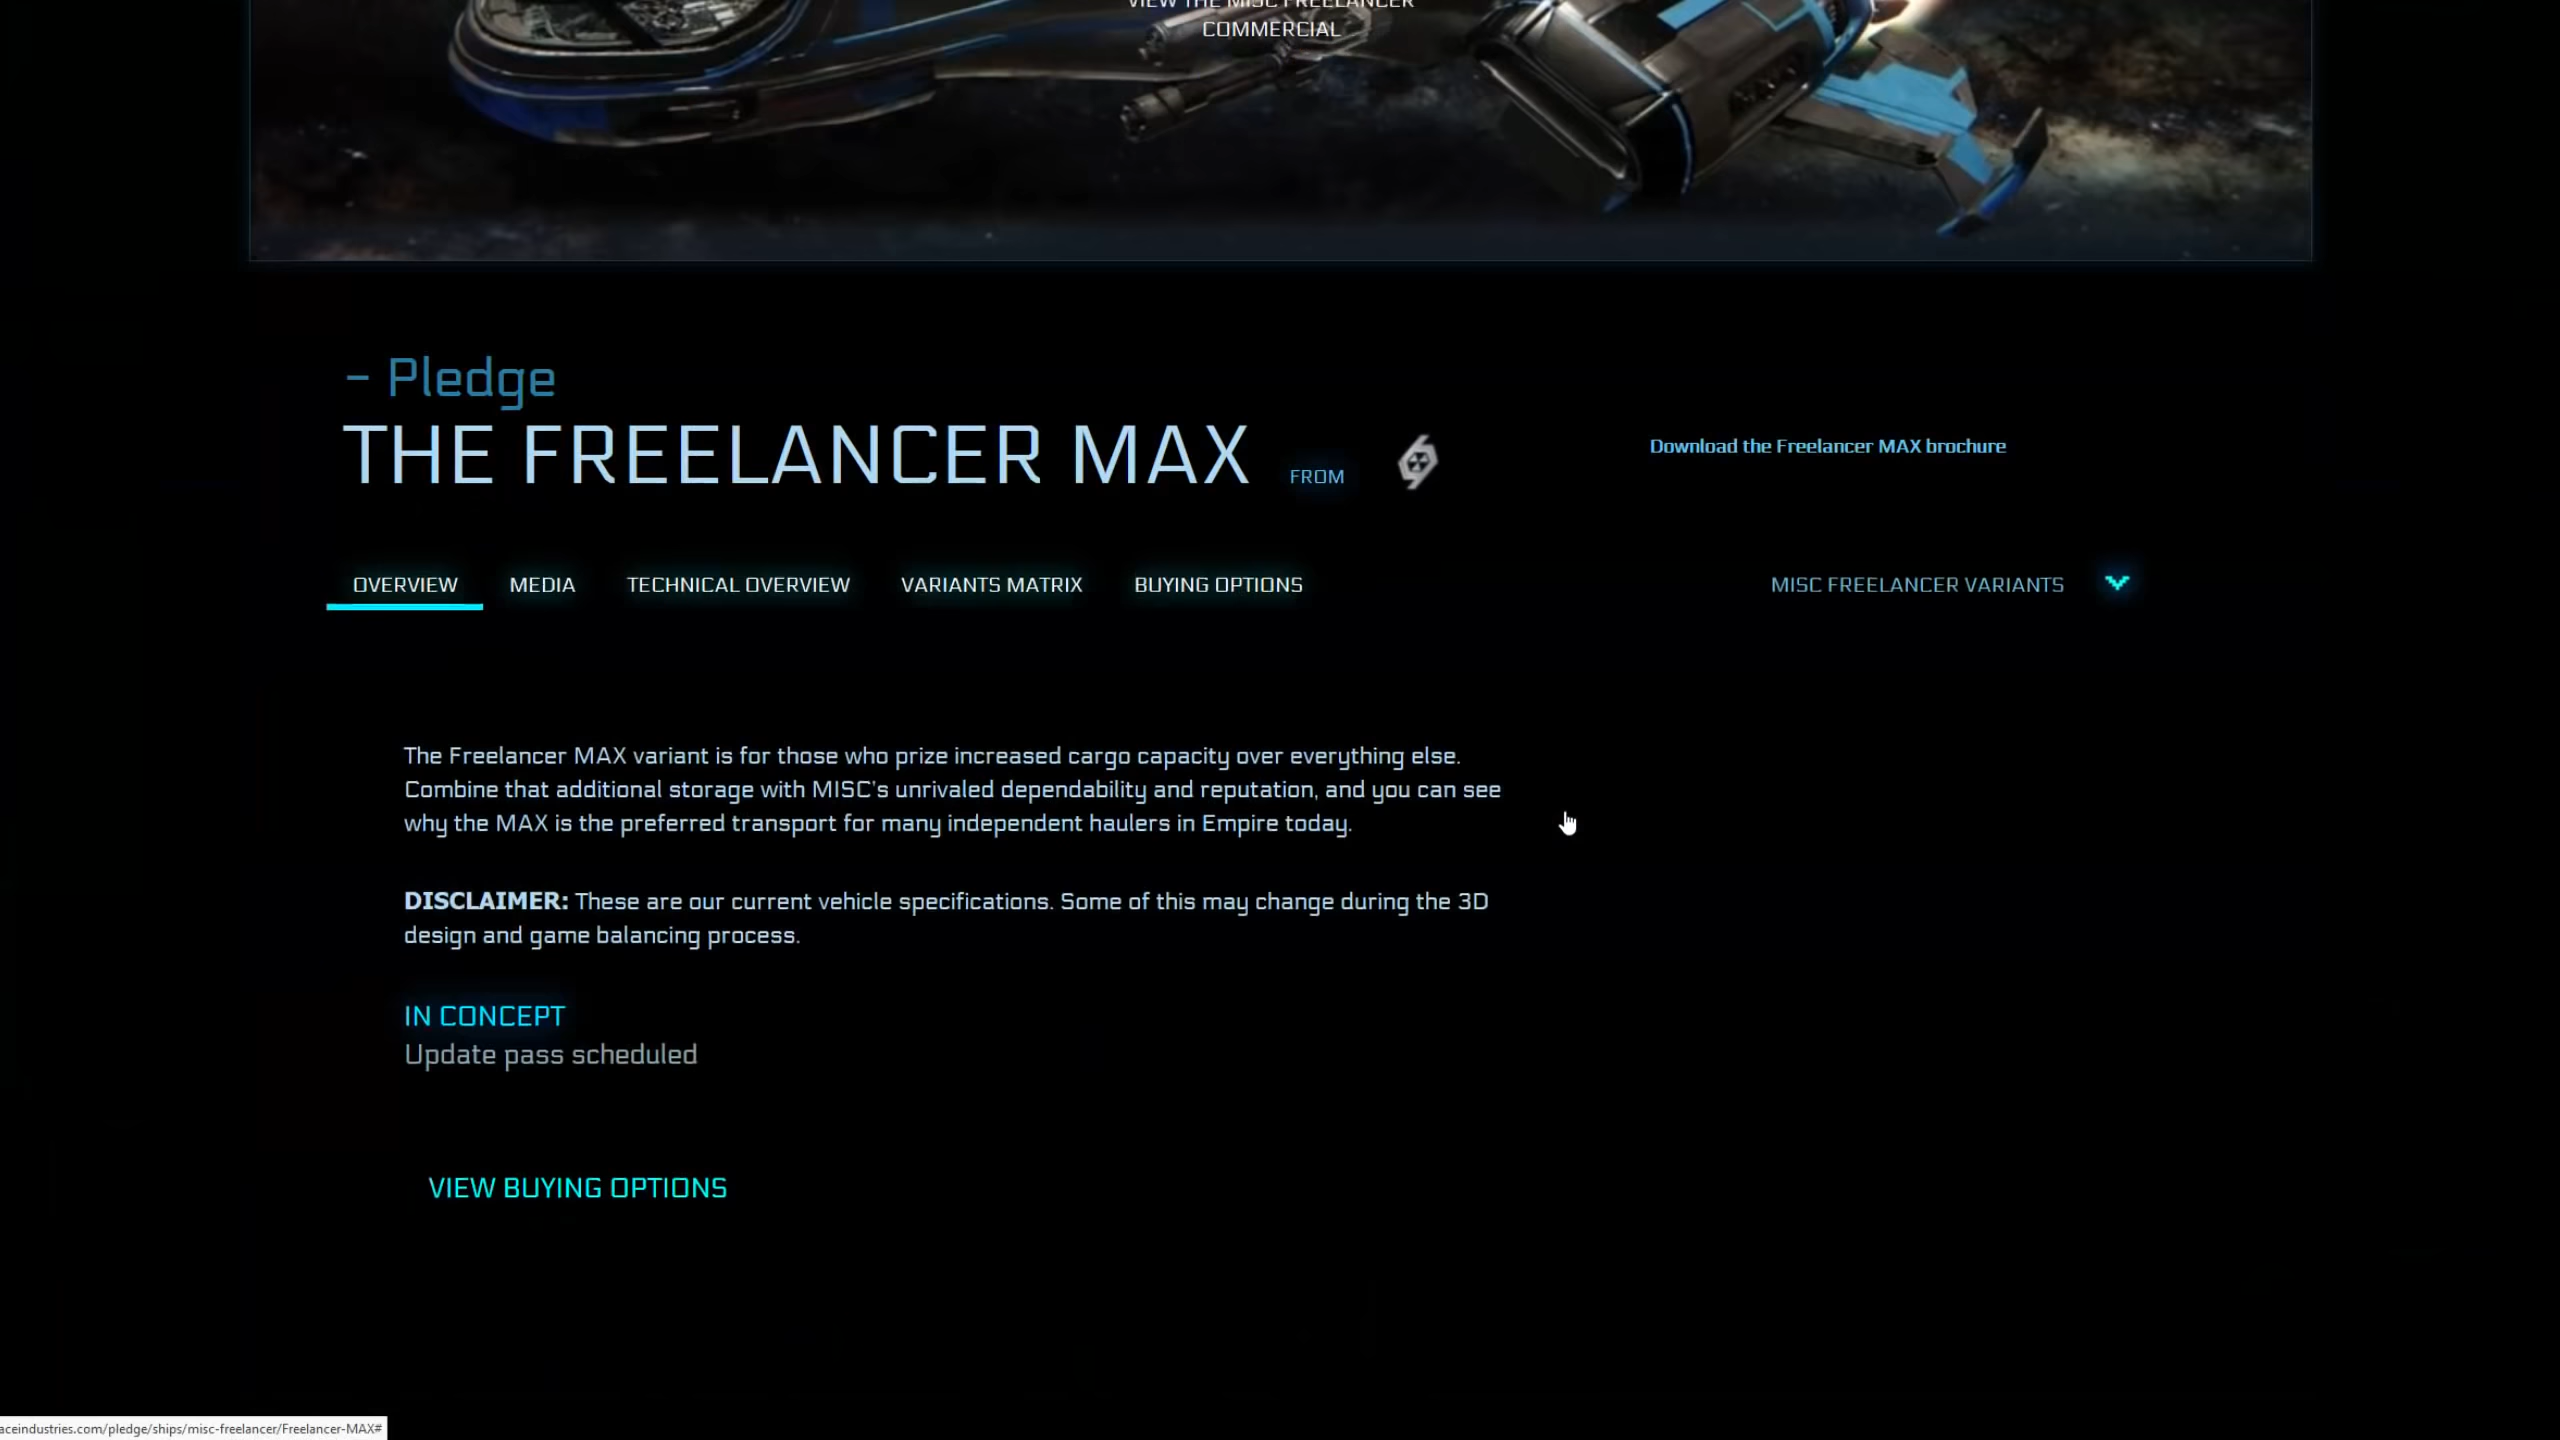 VIEW THE MISC FREELANCER
COMMERCIAL
- Pledge
THE FREELANCER MAX FROM
Download the Freelancer MAX brochure
OVERVIEW MEDIA TECHNICAL OVERVIEW VARIANTS MATRIX BUYING OPTIONS MISC FREELANCER VARIANTS
The Freelancer MAX variant is for those who prize increased cargo capacity over everything else.
Combine that additional storage with MISC's unrivaled dependability and reputation, and you can see
why the MAX is the preferred transport for many independent haulers in Empire today.
DISCLAIMER: These are our current vehicle specifications. Some of this may change during the 3D
design and game balancing process.
IN CONCEPT
Update pass scheduled
VIEW BUYING OPTIONS
aceindustries.com/pledge/ships/misc-freelancer/Freelancer-MAX#